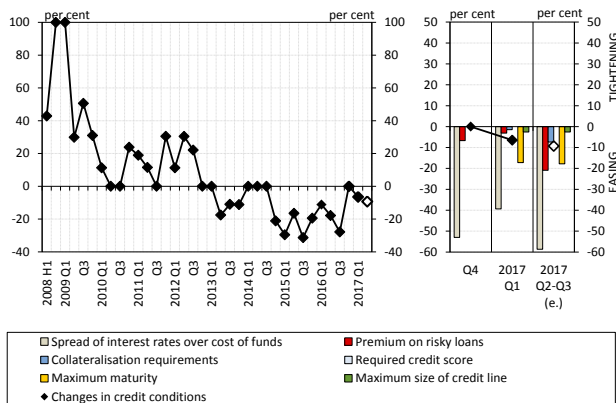 per cent per cent per cent per cent
100 100 50 50
80 80 40 40
60 60 30 30
40 40 20 20
20 20 10 10
0 0 0 0
-20 -20 -10 -10
-40 -40 -20 -20
-30 -30
-40 -40
-50 -50
-60 -60
TIGHTENING
EASING
2008 H1
2009 Q1
Q3
2010 Q1
Q3
2011 Q1
Q3
2012 Q1
Q3
2013 Q1
Q3
2014 Q1
Q3
2015 Q1
Q3
2016 Q1
Q3
2017 Q1
Q4 2017 2017
Q1 Q2-Q3
(e.)
Spread of interest rates over cost of funds Premium on risky loans
Collateralisation requirements Required credit score
Maximum maturity Maximum size of credit line
Changes in credit conditions